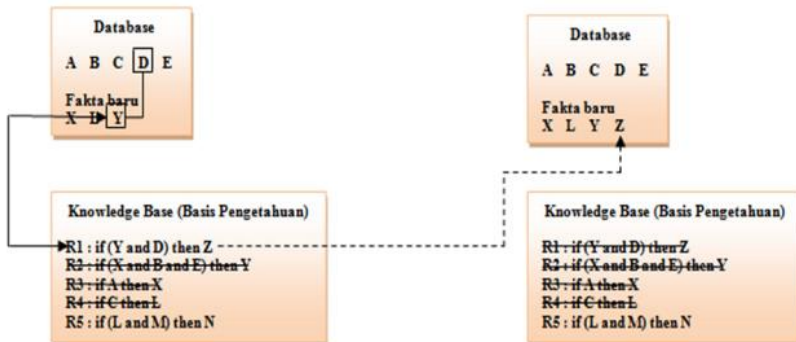 Database
A B C D E
Fakta baru
X L Y
Knowledge Base (Basis Pengetahuan)
R1 : if (Y and D) then Z
R2 : if (X and B and E) then Y
R3 : if A then X
R4 : if C then L
R5 : if (L and M) then N
Database
A B C D E
Fakta baru
X L Y Z
Knowledge Base (Basis Pengetahuan)
R1 : if (Y and D) then Z
R2 : if (X and B and E) then Y
R3 : if A then X
R4 : if C then L
R5 : if (L and M) then N